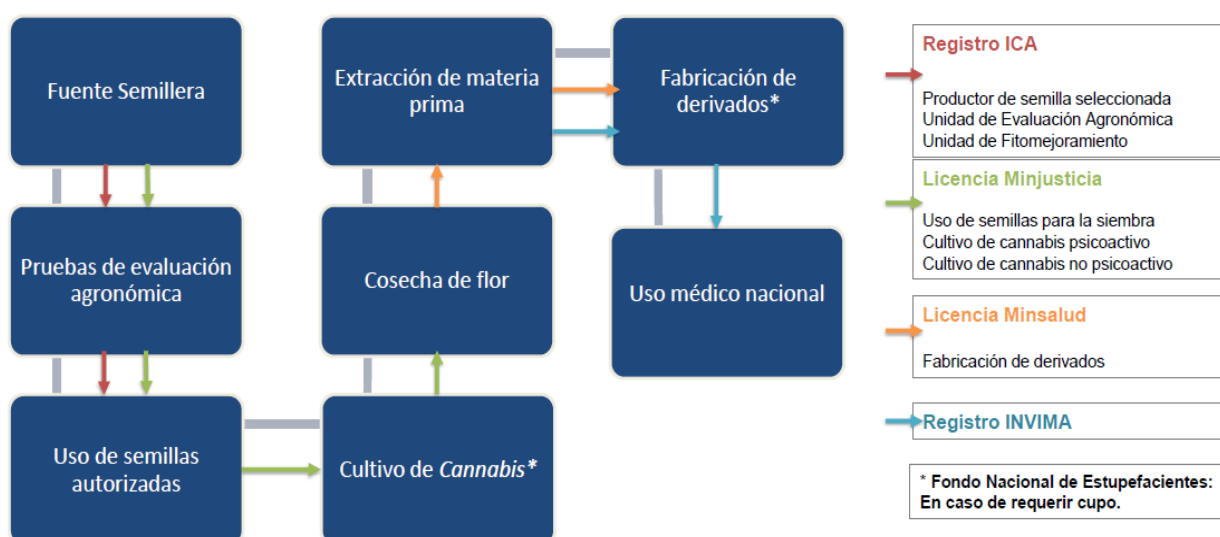 Fuente Semillera
Pruebas de evaluación
agronómica
Uso de semillas
autorizadas
Cultivo de Cannabis*
Cosecha de flor
Extracción de materia
prima
Fabricación de
derivados*
Uso médico nacional
Registro ICA
Productor de semilla seleccionada
Unidad de Evaluación Agronómica
Unidad de Fitomejoramiento
Licencia Minjusticia
Uso de semillas para la siembra
Cultivo de cannabis psicoactivo
Cultivo de cannabis no psicoactivo
Licencia Minsalud
Fabricación de derivados
Registro INVIMA
* Fondo Nacional de Estupefacientes:
En caso de requerir cupo.